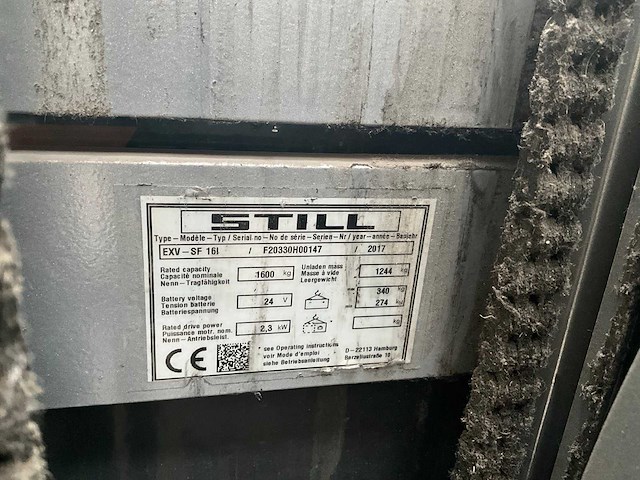 STILL
Type – Modèle – Typ / Serial no – No de série – Serien – Nr / year – année – Baujahr
EXV – SF 16I / F20330H00147 2017
Rated capacity
Capacité nominale 1600 kg
Nenn – Tragfähigkeit
Unladen mass
Masse à vide 1244 kg
Leergewicht
340 kg
Battery voltage
Tension batterie 24 V 274 kg
Batteriespannung
Rated drive power
Puissance motr. nom. 2,3 kW kg
Nenn – Antriebsleist.
CE
* see Operating instructions
voir Mode d'emploi
siehe Betriebsanleitung
D – 22113 Hamburg
Berzeliusstraße 10